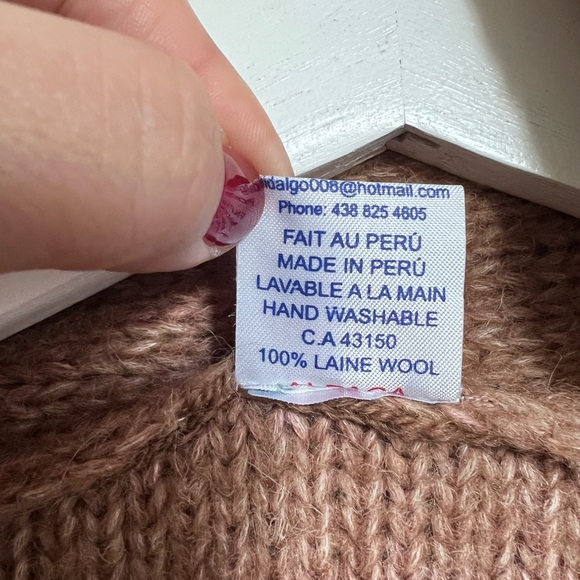 idalgo008@hotmail.com
Phone: 438 825 4605
FAIT AU PERÚ
MADE IN PERÚ
LAVABLE A LA MAIN
HAND WASHABLE
C.A 43150
100% LAINE WOOL